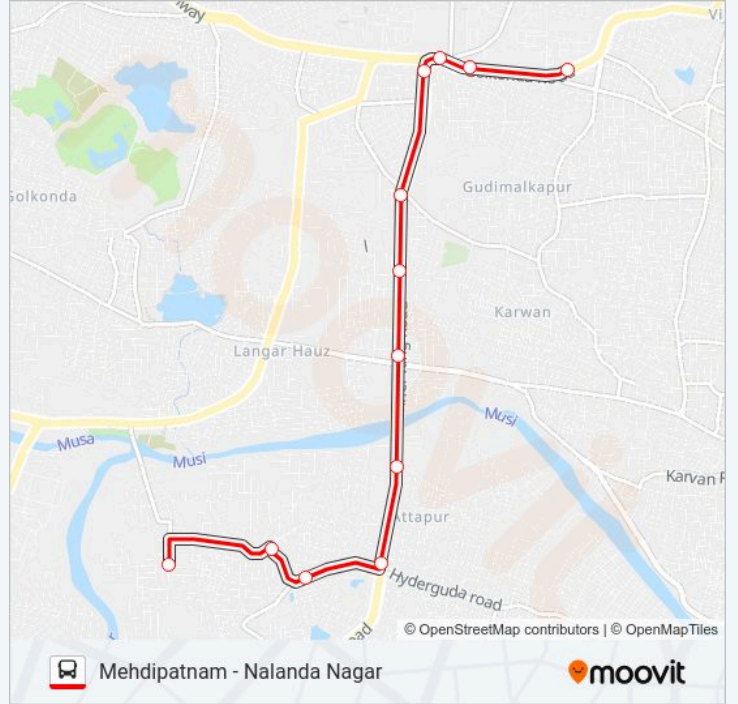 Vi
Gudimalkapur
Golkonda
Karwan
Langar Hauz
Musi
Musa
Musi
Karvan R
Attapur
Hyderguda road
© OpenStreetMap contributors | © OpenMapTiles
Mehdipatnam - Nalanda Nagar
moovit